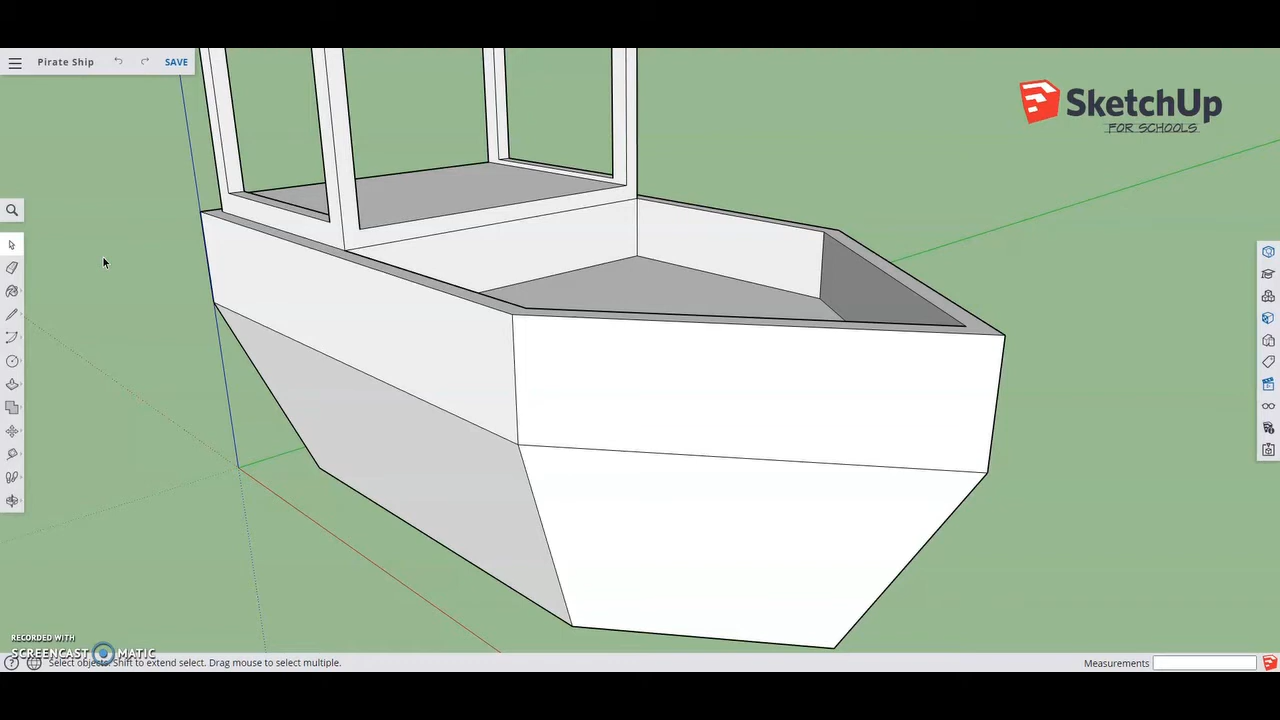 Pirate Ship
SAVE
SketchUp
FOR SCHOOLS
RECORDED WITH
SCREENCAST MATIC
Select objects. Shift to extend select. Drag mouse to select multiple.
Measurements